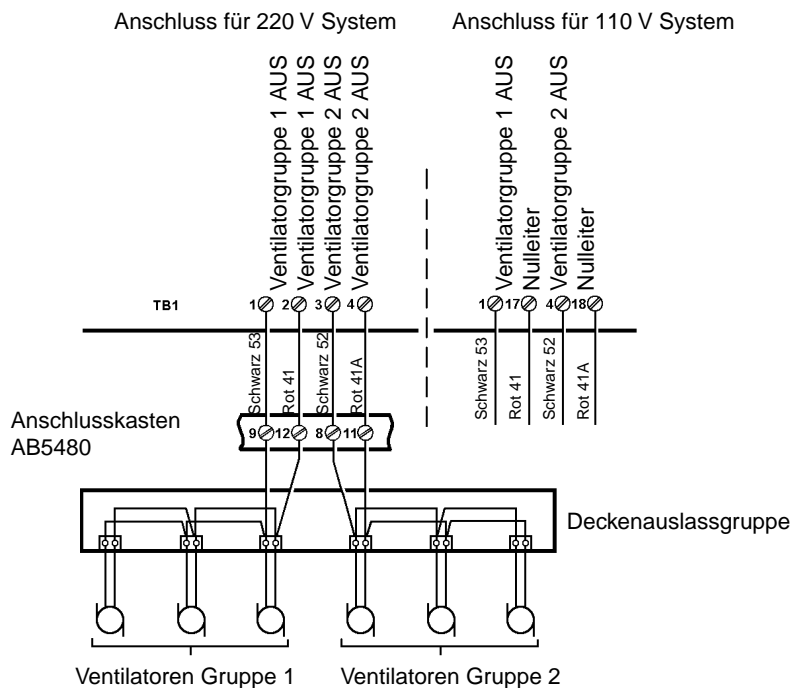 Anschluss für 220 V System
Anschluss für 110 V System
Ventilatorgruppe 1 AUS
Ventilatorgruppe 1 AUS
Ventilatorgruppe 2 AUS
Ventilatorgruppe 2 AUS
Ventilatorgruppe 1 AUS
Nulleiter
Ventilatorgruppe 2 AUS
Nulleiter
TB1
1 2 3 4
1 17 4 18
Schwarz 53
Rot 41
Schwarz 52
Rot 41A
Schwarz 53
Rot 41
Schwarz 52
Rot 41A
Anschlusskasten
AB5480
9 12 8 11
Deckenauslassgruppe
Ventilatoren Gruppe 1
Ventilatoren Gruppe 2